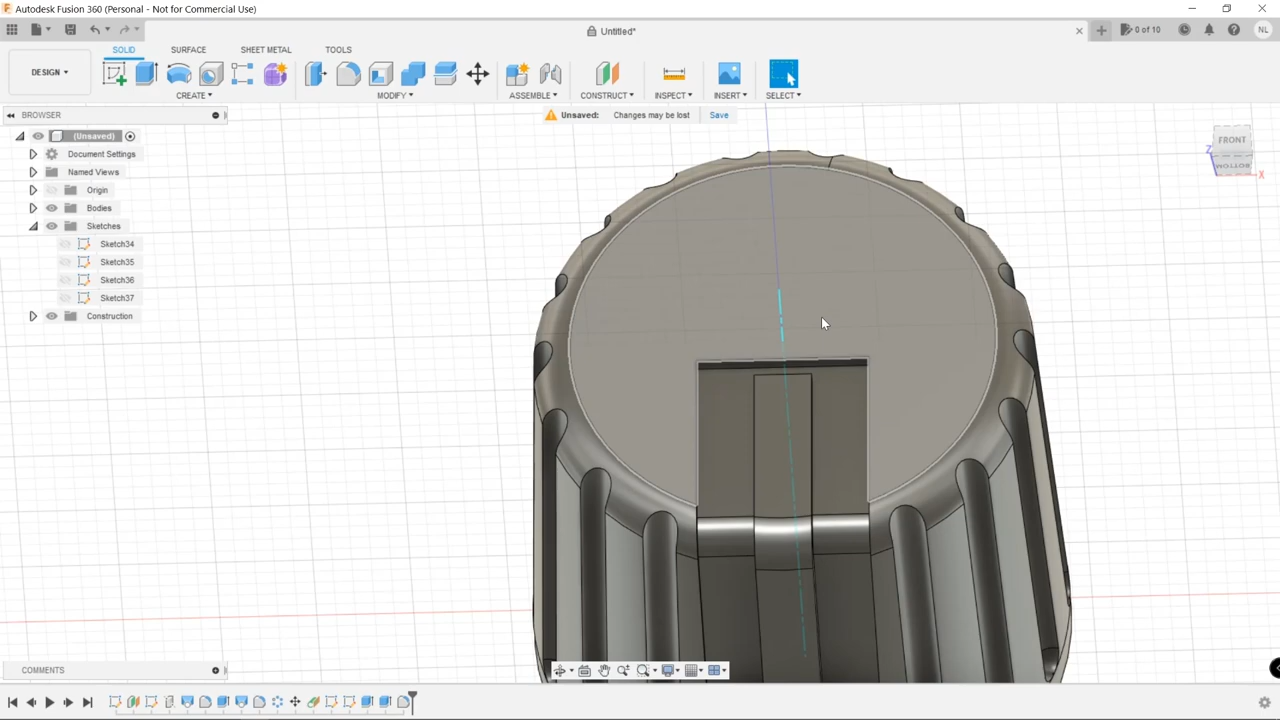 Autodesk Fusion 360 (Personal - Not for Commercial Use)
Untitled*
0 of 10
NL
SOLID SURFACE SHEET METAL TOOLS
DESIGN
CREATE MODIFY ASSEMBLE CONSTRUCT INSPECT INSERT SELECT
BROWSER
Unsaved: Changes may be lost Save
(Unsaved)
Document Settings
Named Views
Origin
Bodies
Sketches
Sketch34
Sketch35
Sketch36
Sketch37
Construction
FRONT
BOTTOM
Z
X
COMMENTS